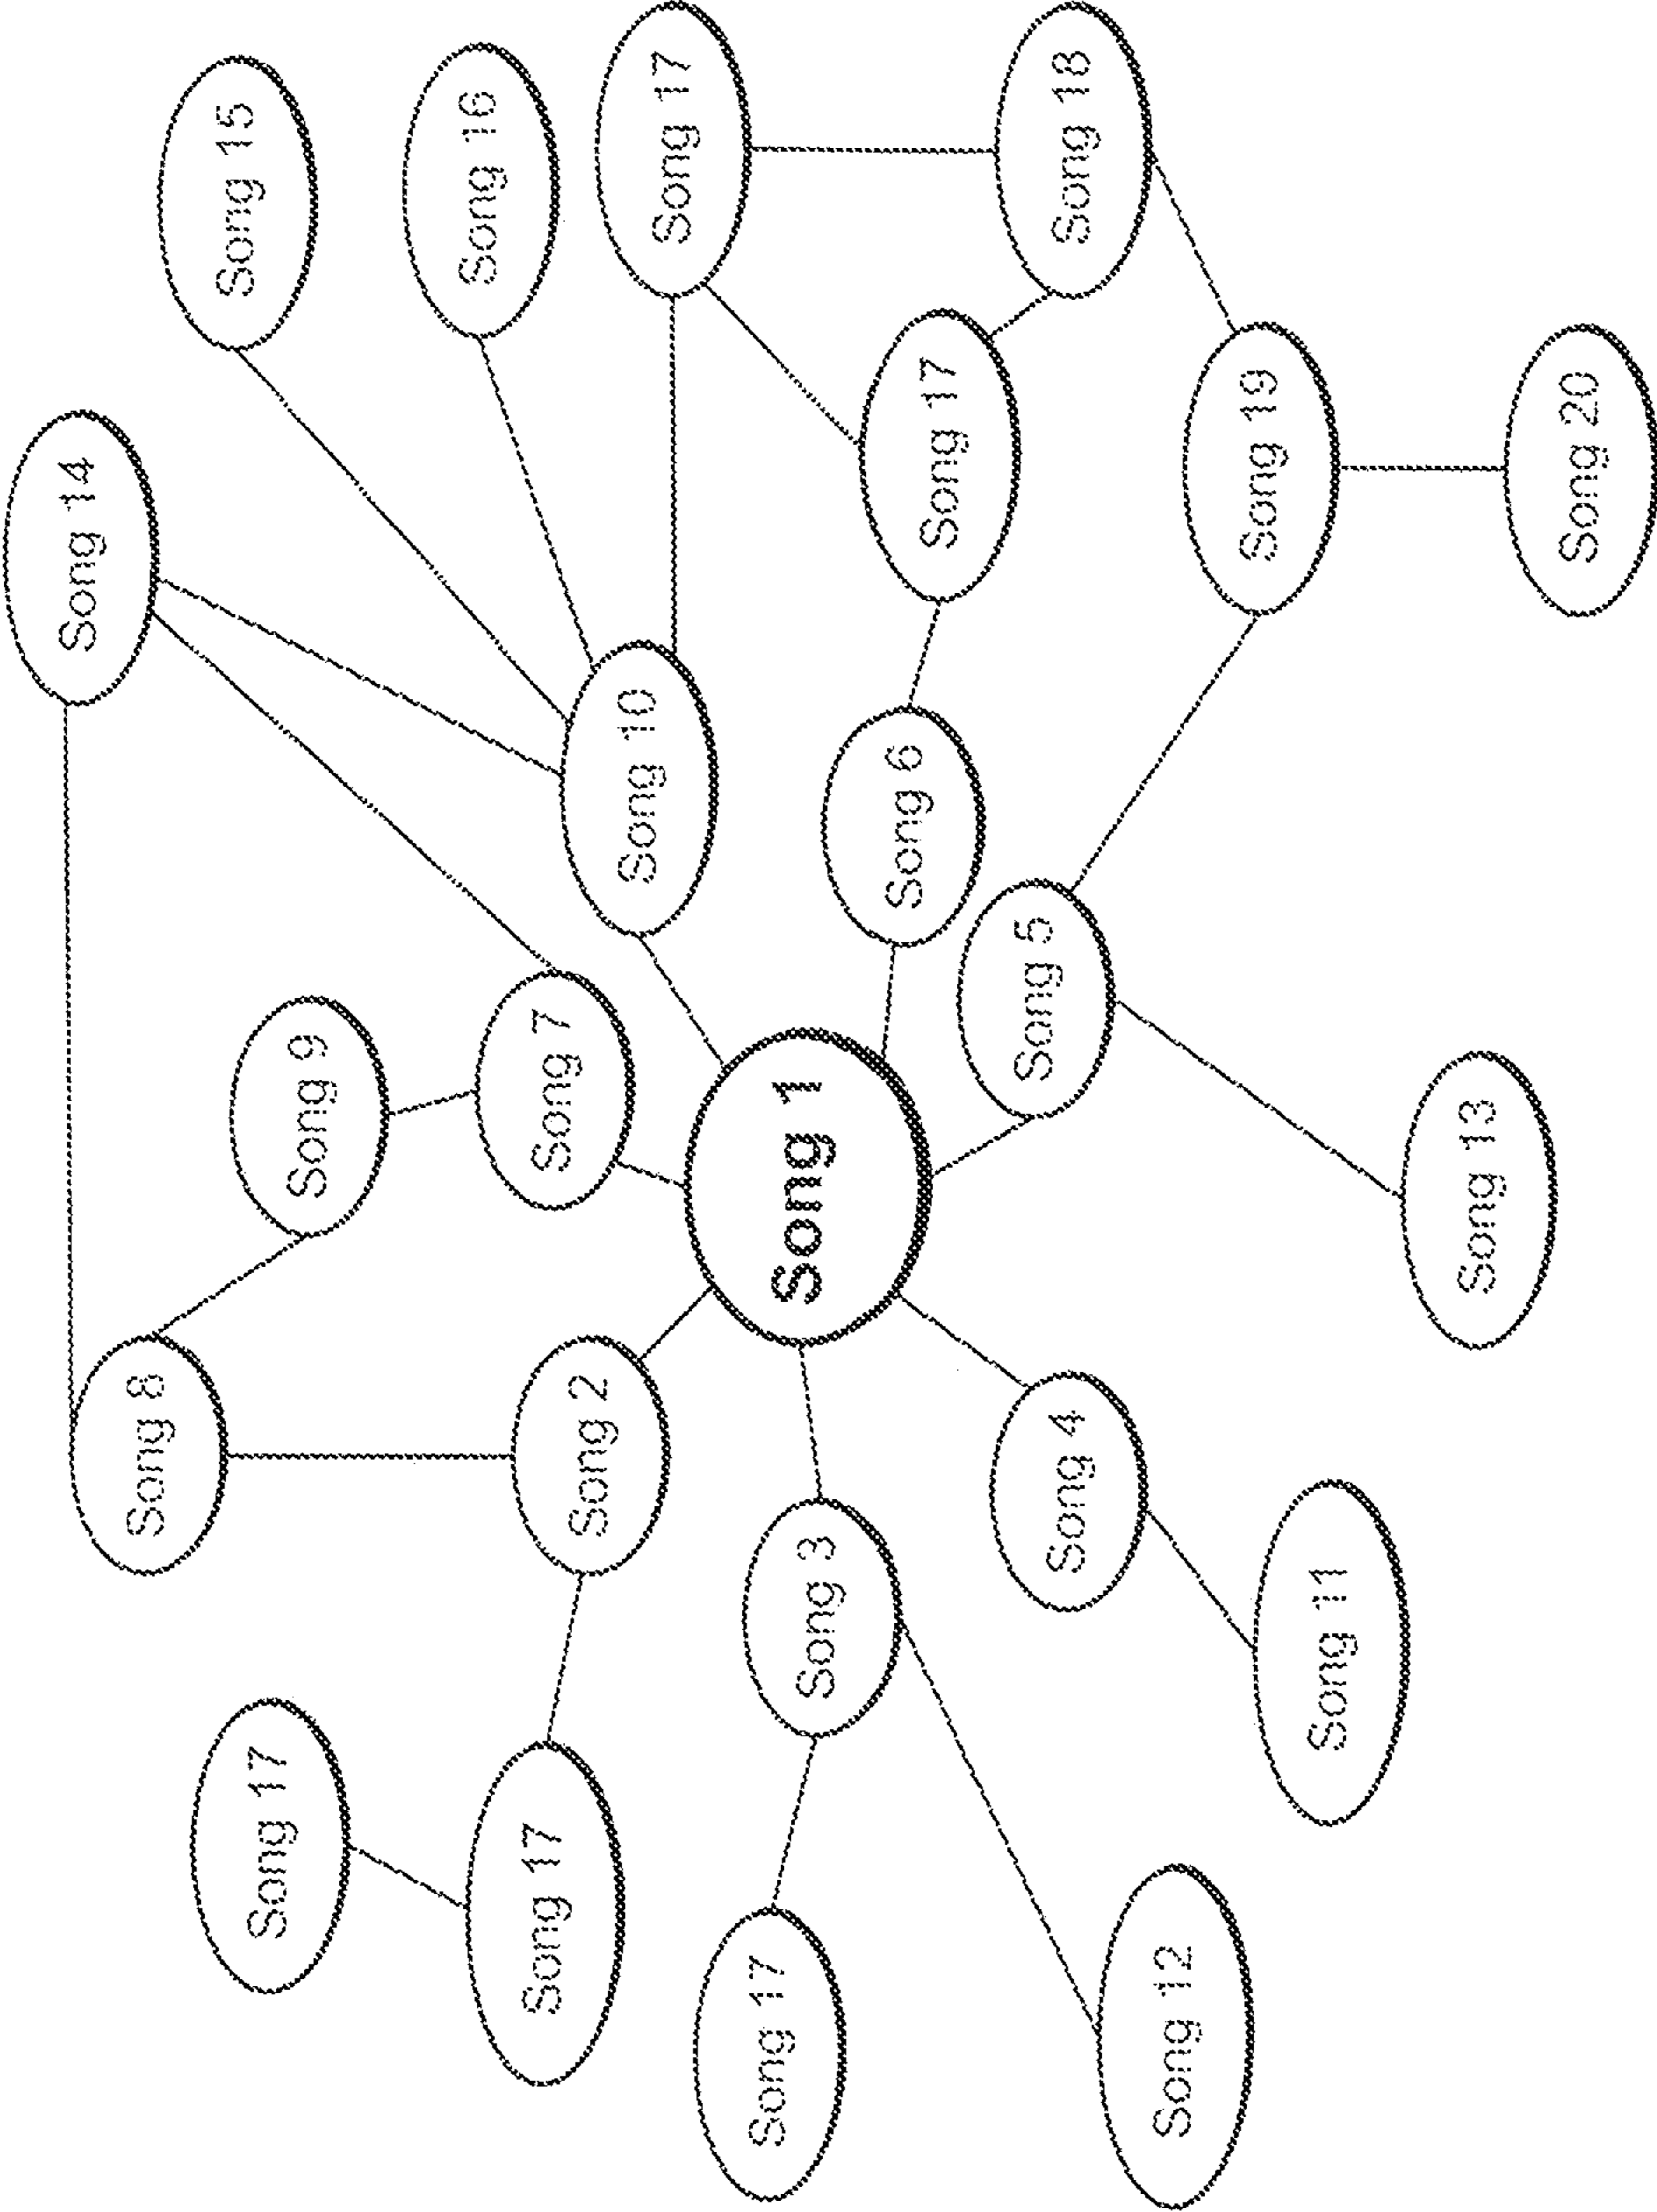 Song 14
Song 8
Song 15
Song 17
Song 9
Song 16
Song 17
Song 7
Song 2
Song 10
Song 17
Song 17
Song 1
Song 3
Song 6
Song 17
Song 5
Song 4
Song 18
Song 12
Song 19
Song 11
Song 13
Song 20